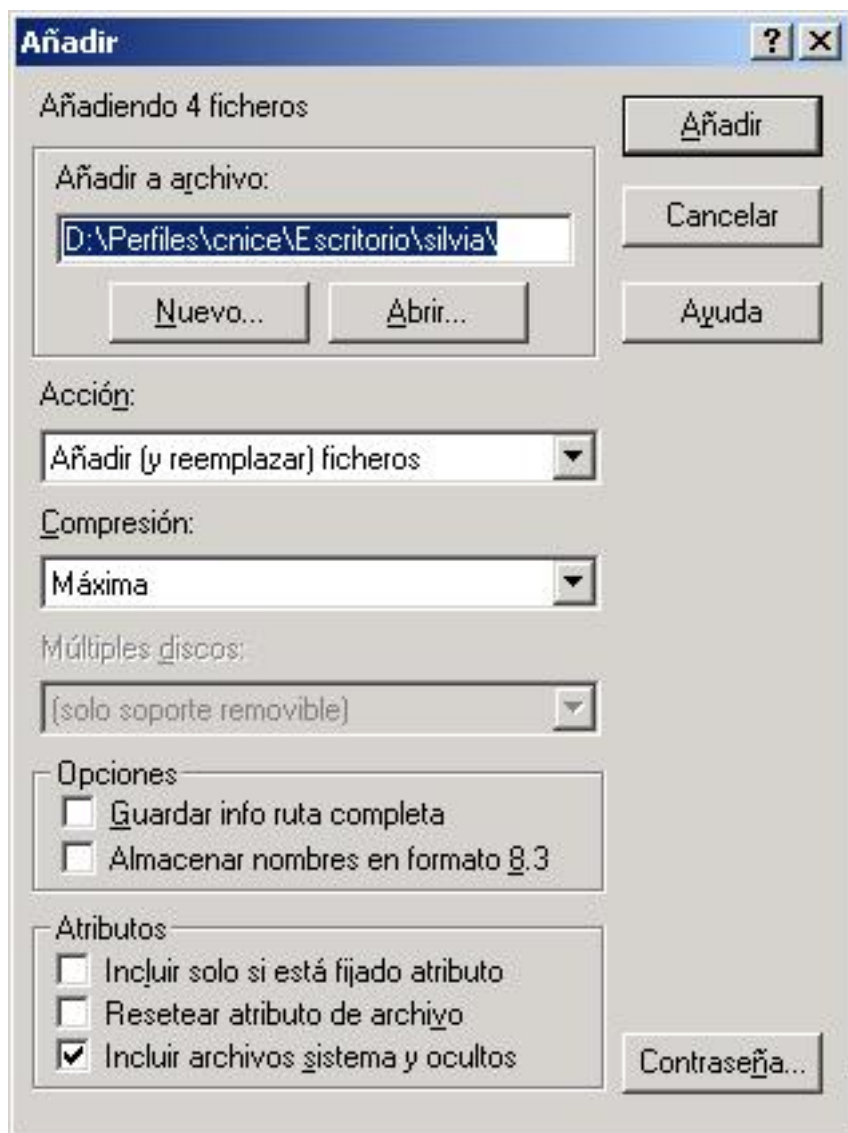 Añadir
Añadiendo 4 ficheros
Añadir
Añadir a archivo:
D:\Perfiles\cnice\Escritorio\silvia\
Cancelar
Nuevo...
Abrir...
Ayuda
Acción:
Añadir (y reemplazar) ficheros
Compresión:
Máxima
Múltiples discos:
(solo soporte removible)
Opciones
Guardar info ruta completa
Almacenar nombres en formato 8.3
Atributos
Incluir solo si está fijado atributo
Resetear atributo de archivo
Incluir archivos sistema y ocultos
Contraseña...